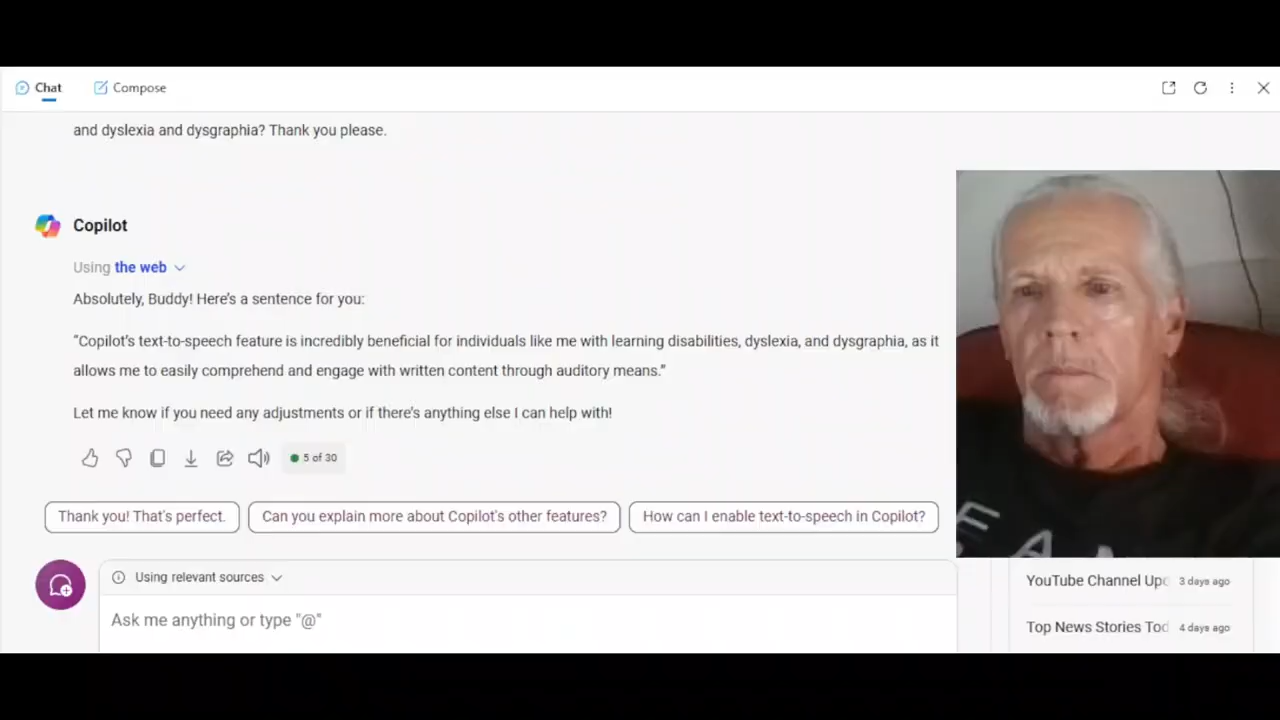 Chat
Compose
and dyslexia and dysgraphia? Thank you please.
Copilot
Using the web
Absolutely, Buddy! Here's a sentence for you:
"Copilot's text-to-speech feature is incredibly beneficial for individuals like me with learning disabilities, dyslexia, and dysgraphia, as it
allows me to easily comprehend and engage with written content through auditory means."
Let me know if you need any adjustments or if there's anything else I can help with!
5 of 30
Thank you! That's perfect.
Can you explain more about Copilot's other features?
How can I enable text-to-speech in Copilot?
Using relevant sources
Ask me anything or type "@"
YouTube Channel Up 3 days ago
Top News Stories To 4 days ago